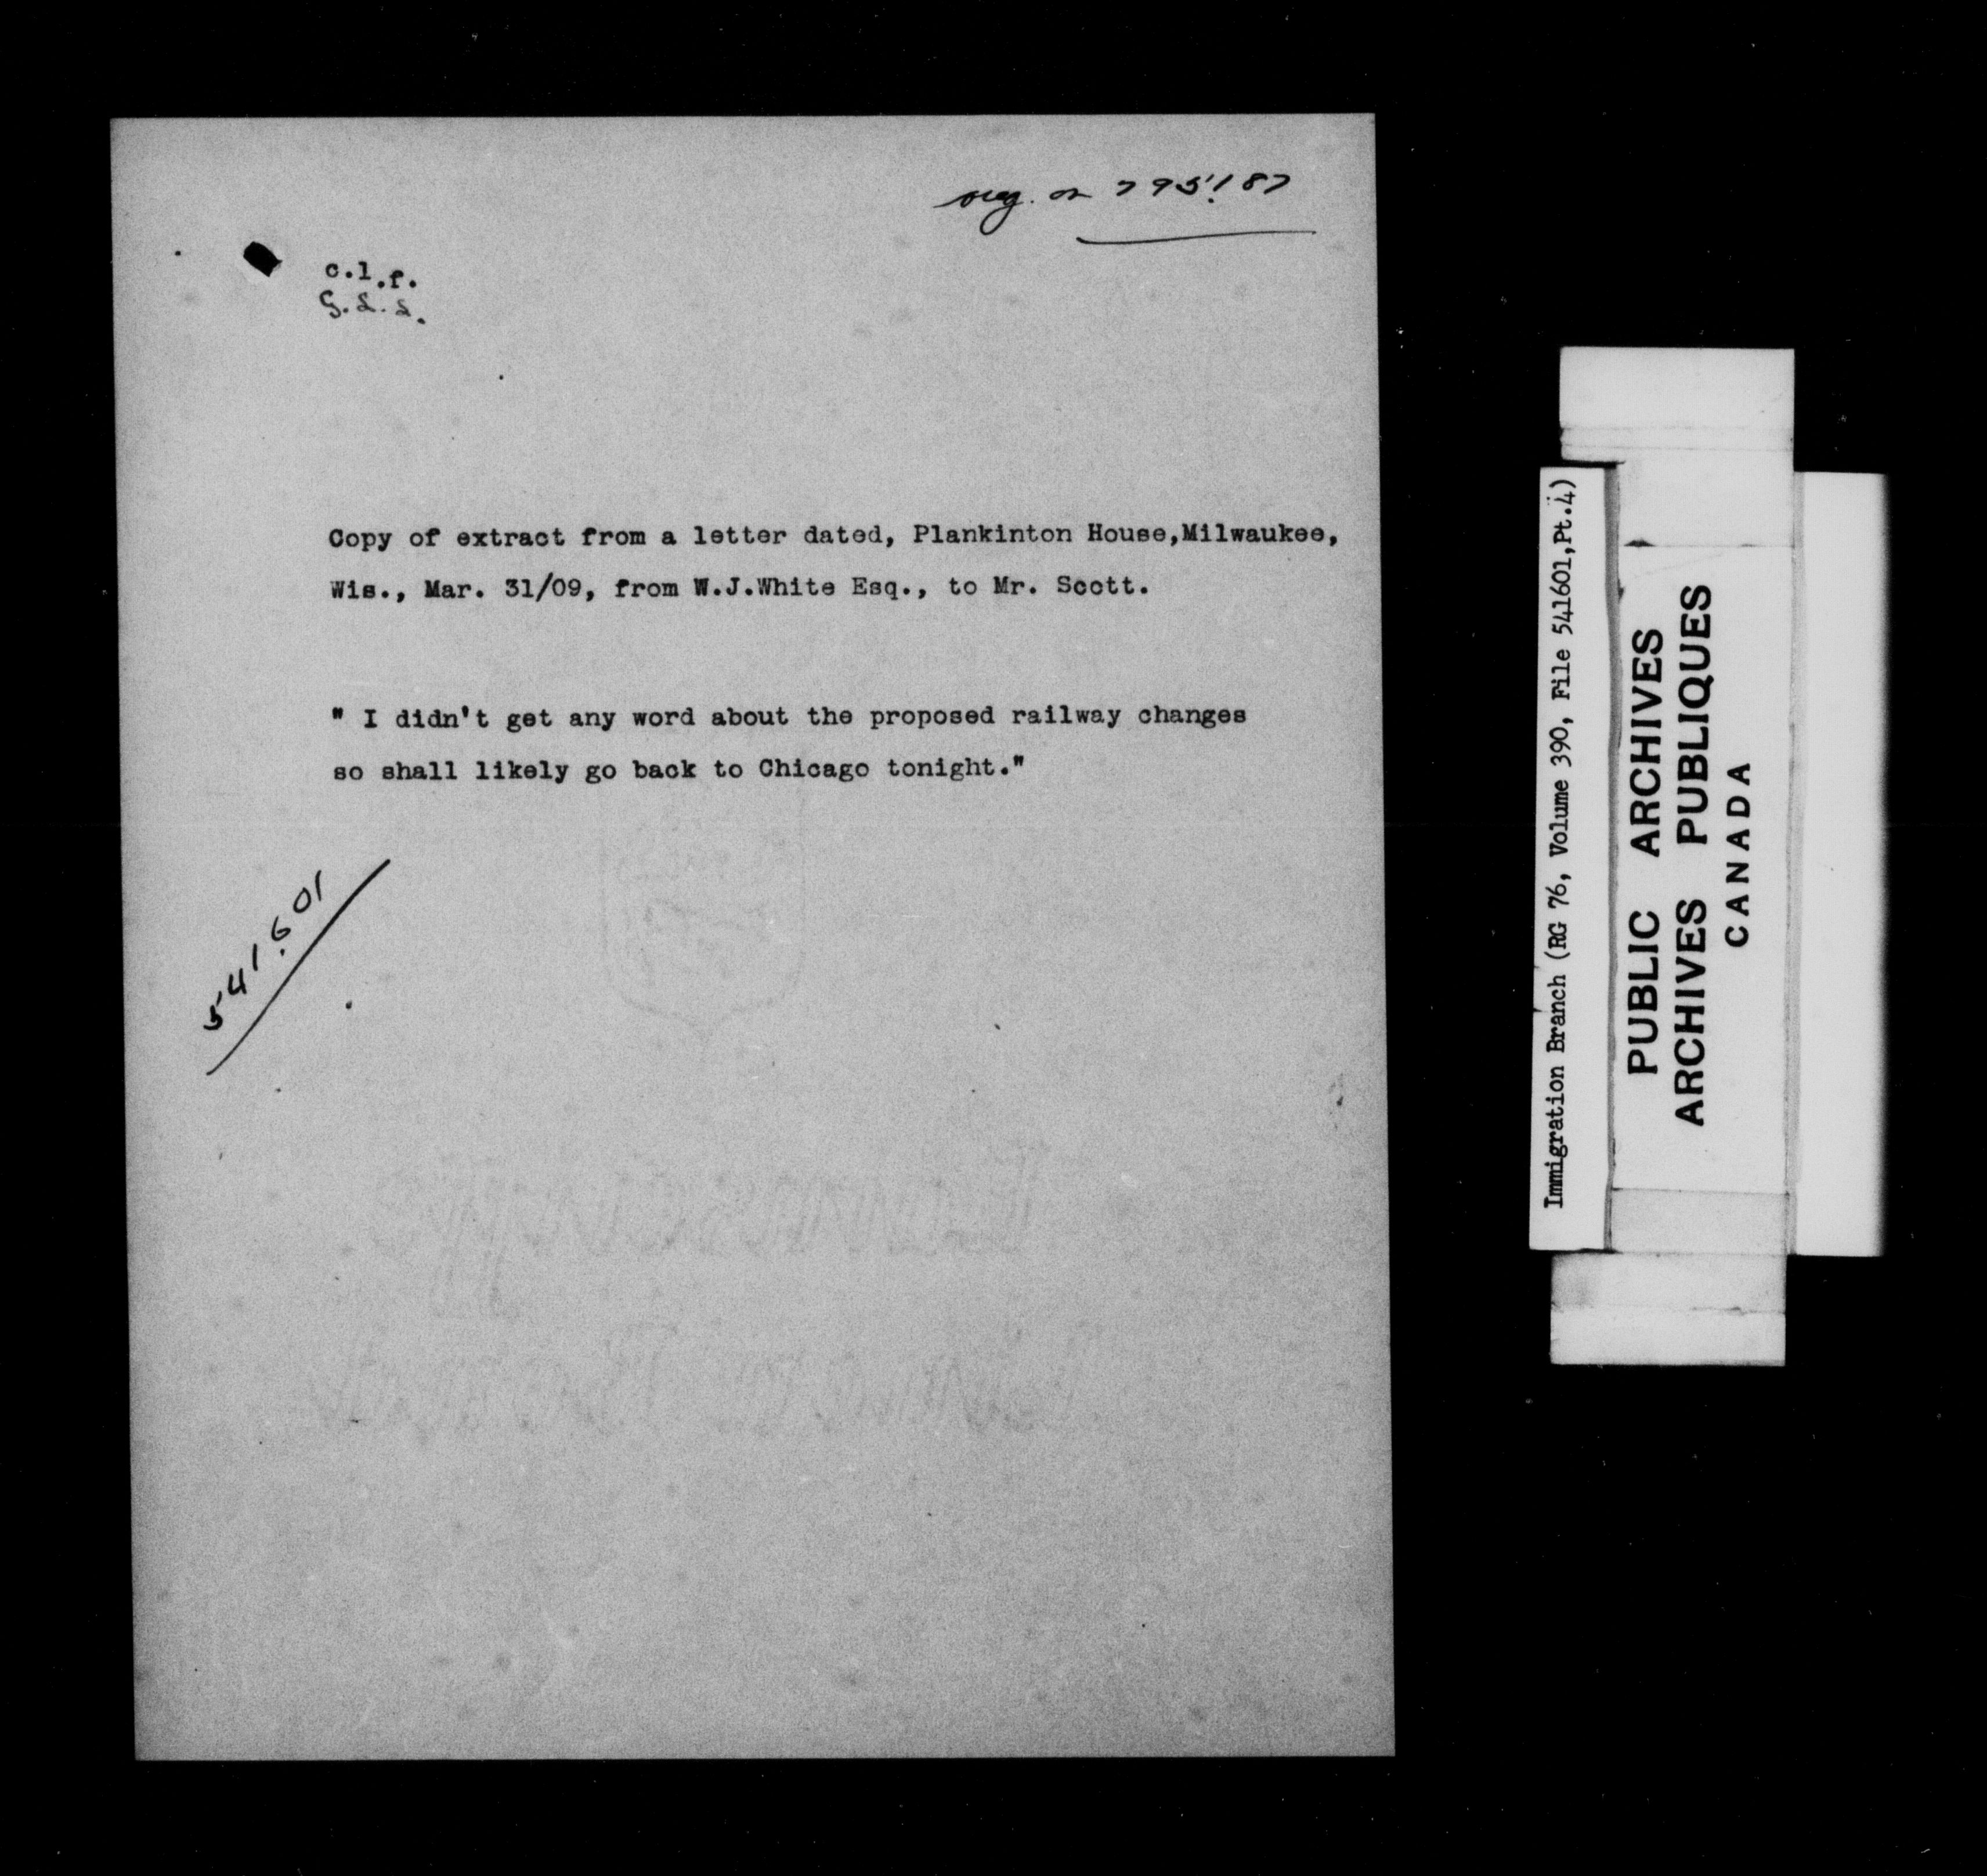 orig. on 795187
c.l.f.
G.L.S.
Copy of extract from a letter dated, Plankinton House,Milwaukee,
Wis., Mar. 31/09, from W.J.White Esq., to Mr. Scott.
" I didn't get any word about the proposed railway changes
so shall likely go back to Chicago tonight."
541.601
Immigration Branch (RG 76, Volume 390, File 541601,Pt.4)
PUBLIC ARCHIVES
ARCHIVES PUBLIQUES
CANADA